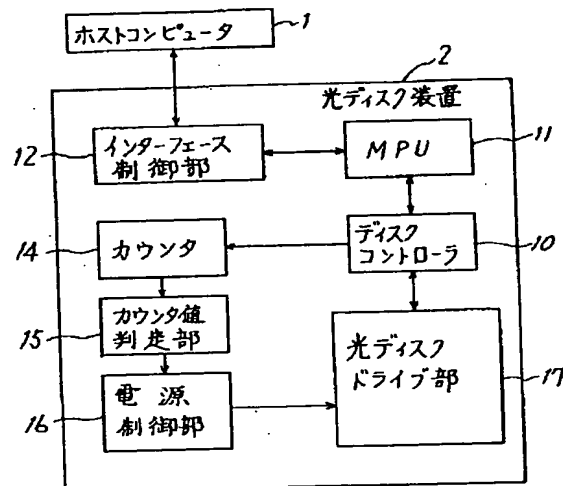 ホストコンピュータ
1
2
光ディスク装置
12
インターフェース
制御部
MPU
11
14
カウンタ
ディスク
コントローラ
10
15
カウンタ値
判定部
16
電源
制御部
光ディスク
ドライブ部
17